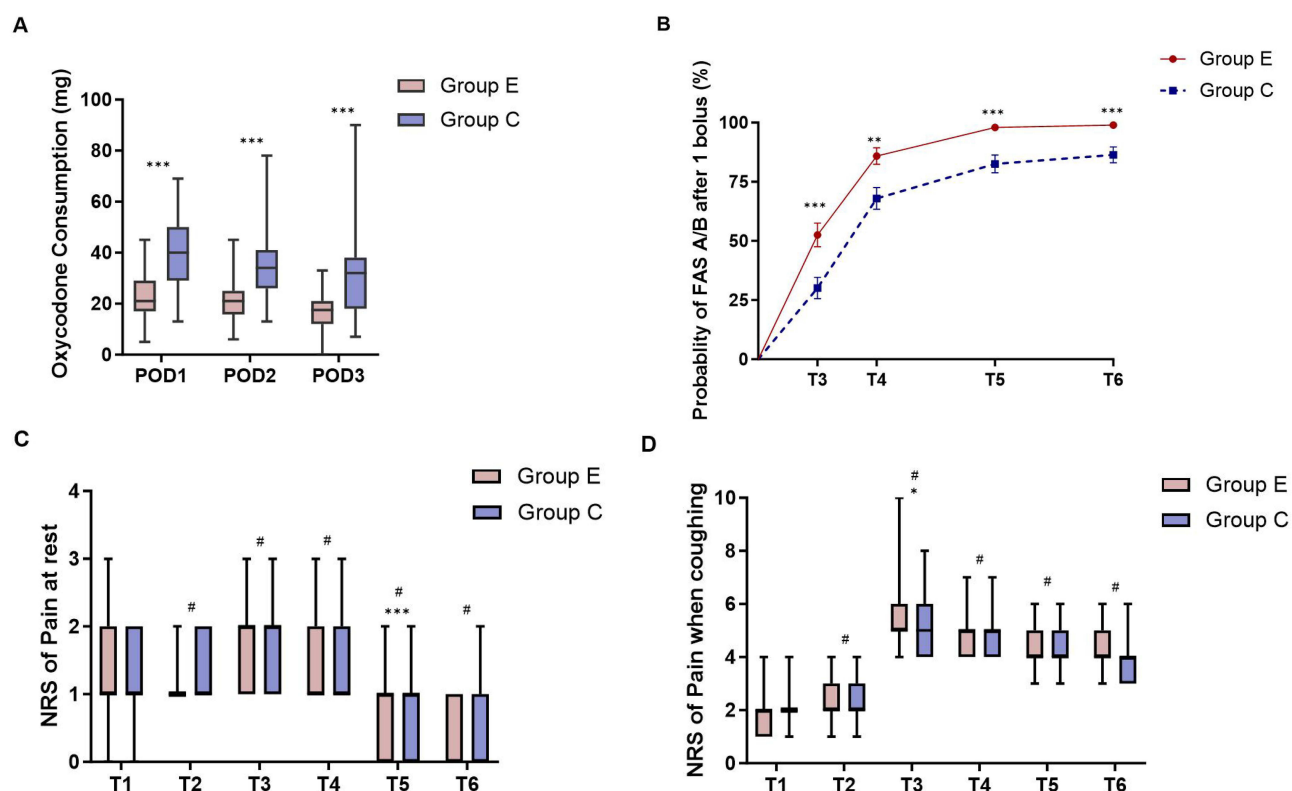 A
Oxycodone Consumption (mg)
Group E
Group C
100
80
60
40
20
0
***
***
***
POD1 POD2 POD3
B
Probablity of FAS A/B after 1 bolus (%)
Group E
Group C
100
75
50
25
0
***
**
***
***
T3 T4 T5 T6
C
NRS of Pain at rest
Group E
Group C
4
3
2
1
0
#
#
#
#
***
#
T1 T2 T3 T4 T5 T6
D
NRS of Pain when coughing
Group E
Group C
10
8
6
4
2
0
#
#
*
#
#
#
T1 T2 T3 T4 T5 T6